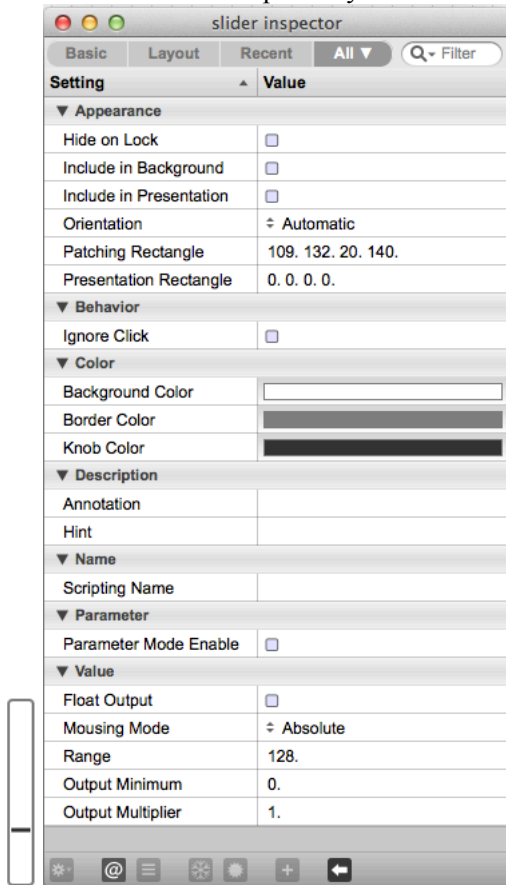 slider inspector
Basic Layout Recent All ▼ Filter
Setting Value
▼ Appearance
Hide on Lock
Include in Background
Include in Presentation
Orientation Automatic
Patching Rectangle 109. 132. 20. 140.
Presentation Rectangle 0. 0. 0. 0.
▼ Behavior
Ignore Click
▼ Color
Background Color
Border Color
Knob Color
▼ Description
Annotation
Hint
▼ Name
Scripting Name
▼ Parameter
Parameter Mode Enable
▼ Value
Float Output
Mousing Mode Absolute
Range 128.
Output Minimum 0.
Output Multiplier 1.
@